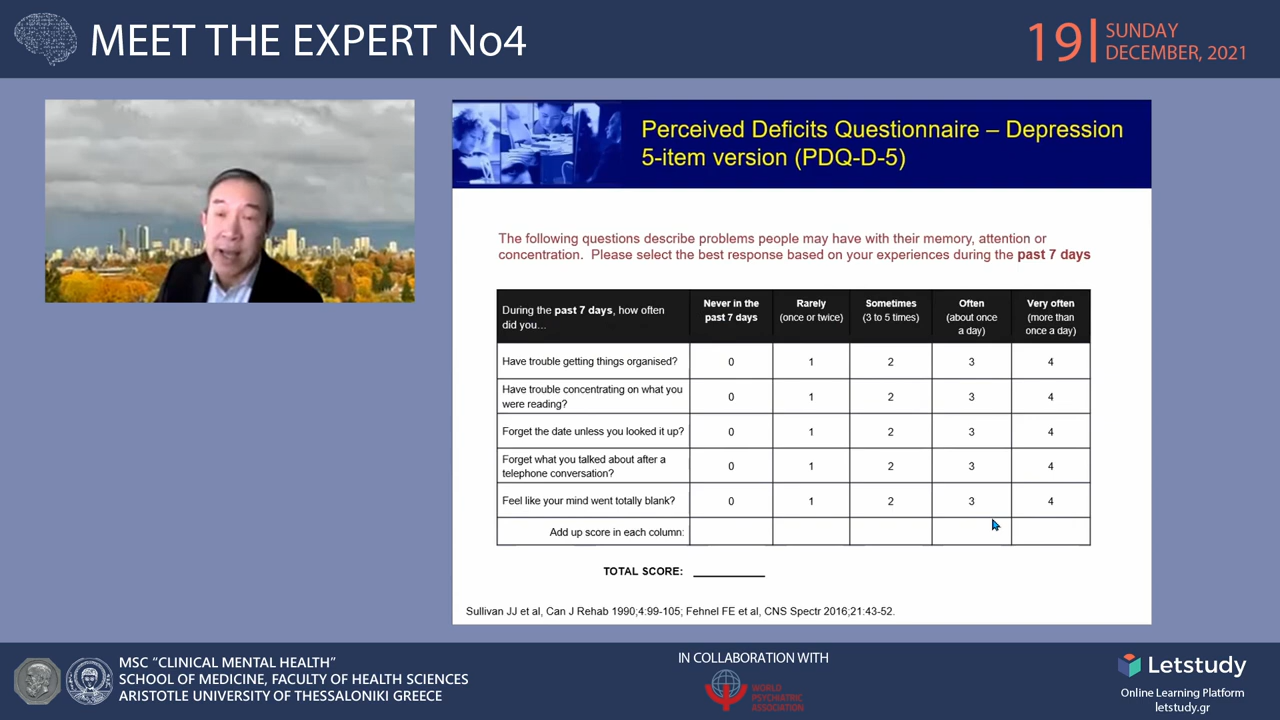 MEET THE EXPERT No4
19
SUNDAY
DECEMBER, 2021
Perceived Deficits Questionnaire – Depression
5-item version (PDQ-D-5)
The following questions describe problems people may have with their memory, attention or
concentration. Please select the best response based on your experiences during the past 7 days
During the past 7 days, how often
did you...
Never in the
past 7 days
Rarely
(once or twice)
Sometimes
(3 to 5 times)
Often
(about once
a day)
Very often
(more than
once a day)
Have trouble getting things organised? 0 1 2 3 4
Have trouble concentrating on what you
were reading? 0 1 2 3 4
Forget the date unless you looked it up? 0 1 2 3 4
Forget what you talked about after a
telephone conversation? 0 1 2 3 4
Feel like your mind went totally blank? 0 1 2 3 4
Add up score in each column:
TOTAL SCORE:
Sullivan JJ et al, Can J Rehab 1990;4:99-105; Fehnel FE et al, CNS Spectr 2016;21:43-52.
MSC “CLINICAL MENTAL HEALTH”
SCHOOL OF MEDICINE, FACULTY OF HEALTH SCIENCES
ARISTOTLE UNIVERSITY OF THESSALONIKI GREECE
IN COLLABORATION WITH
WORLD
PSYCHIATRIC
ASSOCIATION
Letstudy
Online Learning Platform
letstudy.gr